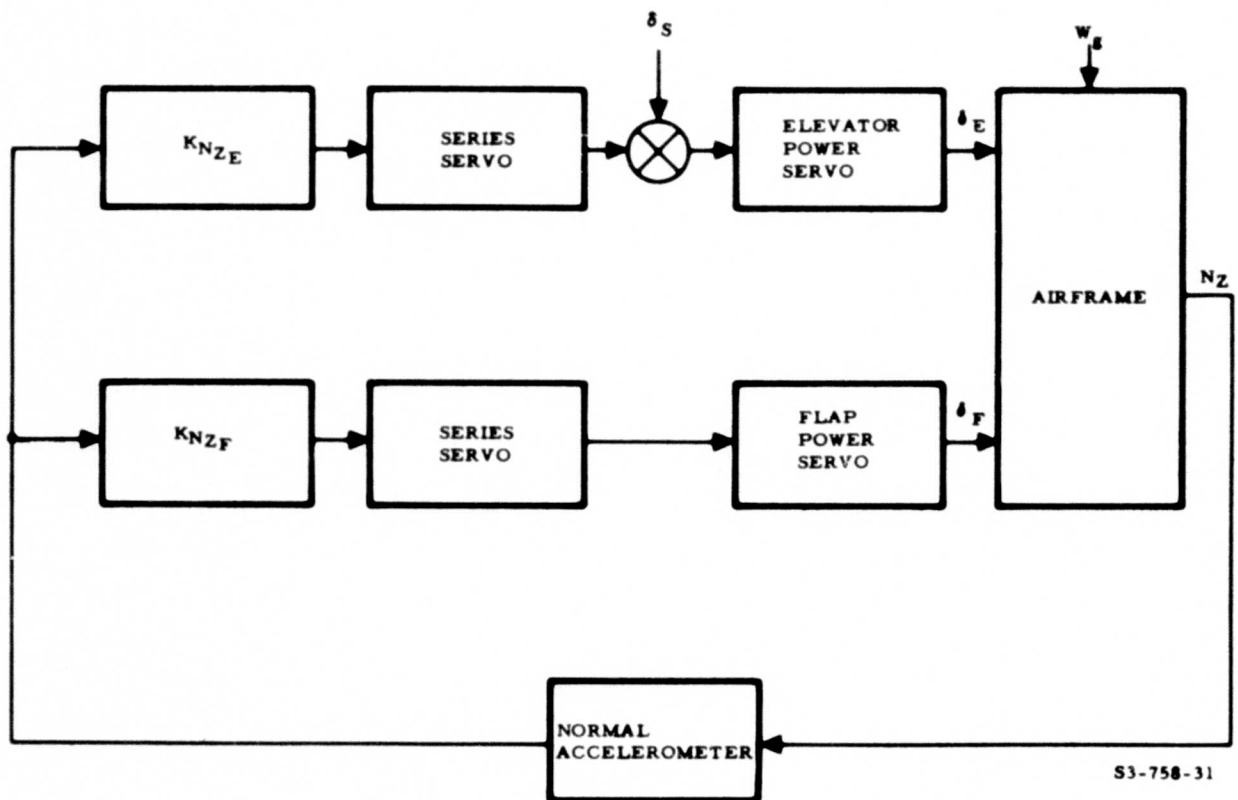 δS
Wg
KNZE
SERIES
SERVO
ELEVATOR
POWER
SERVO
δE
AIRFRAME
NZ
KNZF
SERIES
SERVO
FLAP
POWER
SERVO
δF
NORMAL
ACCELEROMETER
S3-758-31